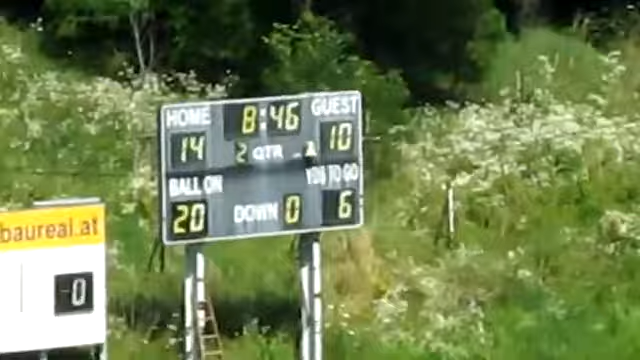 HOME 8:46 GUEST
14 2 QTR 10
BALL ON YDS TO GO
20 DOWN 0 6
baureal.at
0